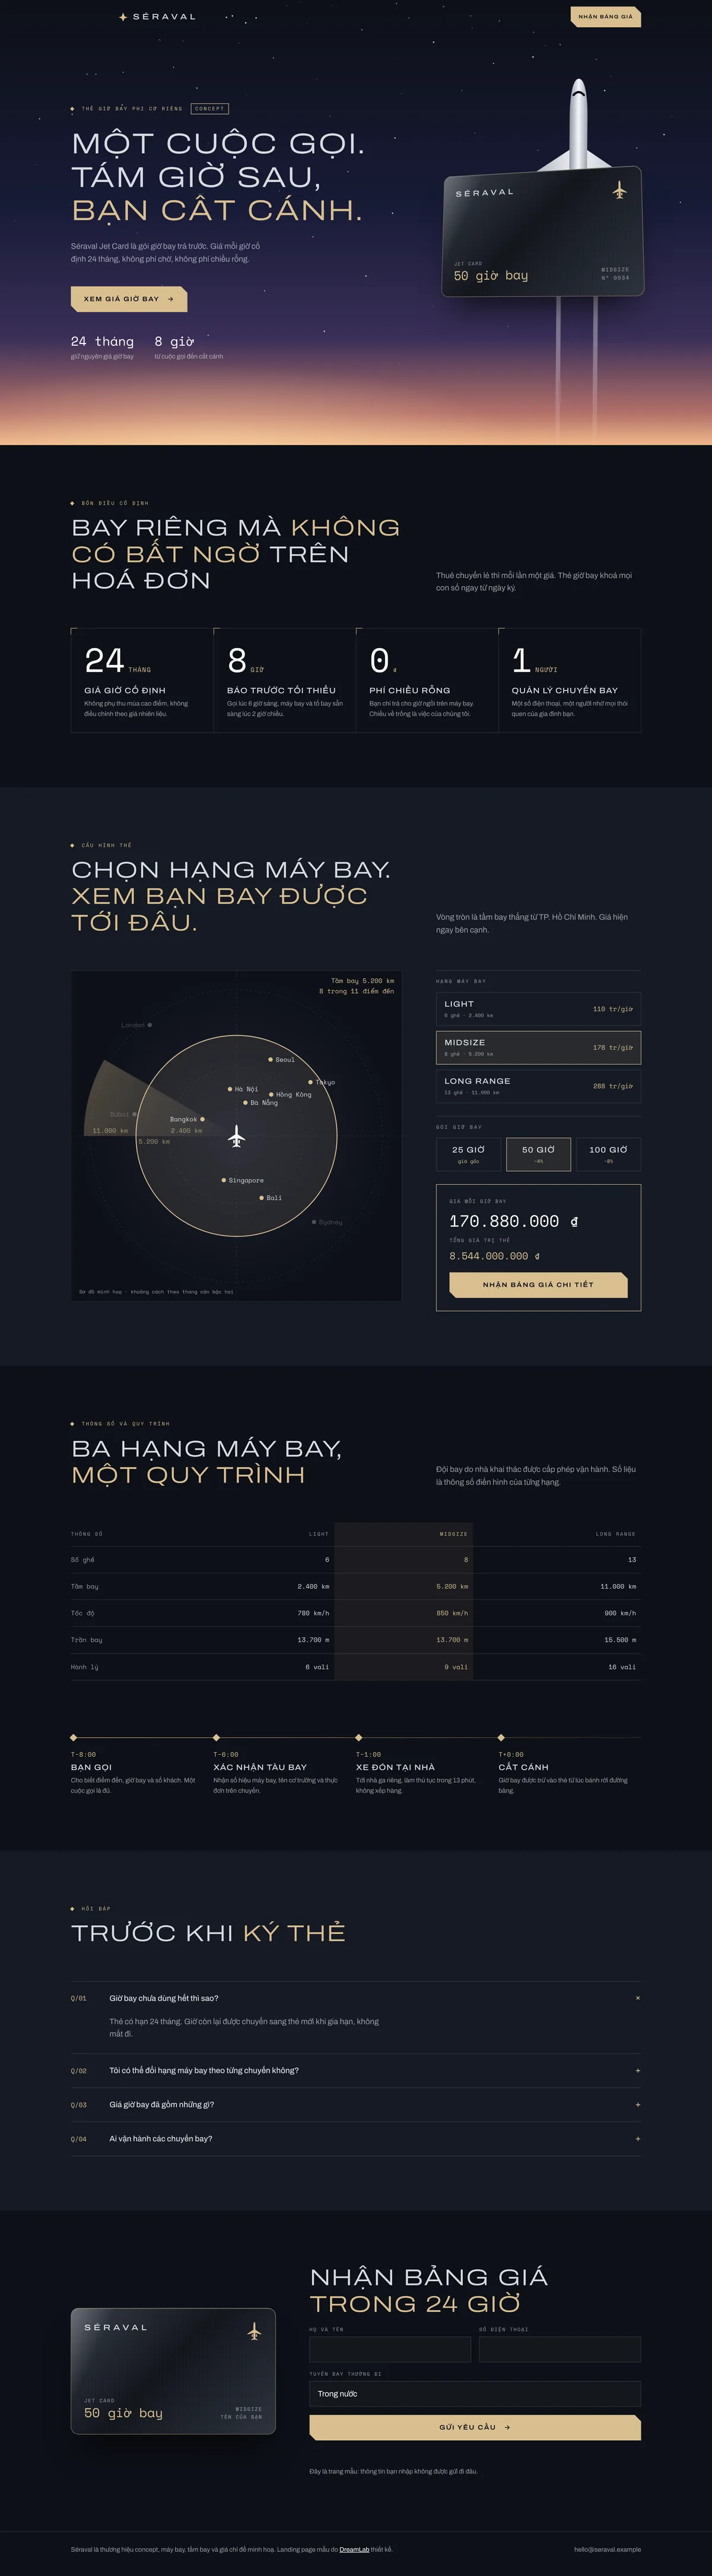 SÉRAVAL
NHẬN BẢNG GIÁ
THẺ GIỜ BAY PHI CƠ RIÊNG CONCEPT
MỘT CUỘC GỌI.
TÁM GIỜ SAU,
BẠN CẤT CÁNH.
Séraval Jet Card là gói giờ bay trả trước. Giá mỗi giờ cố
định 24 tháng, không phí chờ, không phí chiều rỗng.
XEM GIÁ GIỜ BAY →
24 tháng
giữ nguyên giá giờ bay
8 giờ
từ cuộc gọi đến cất cánh
SÉRAVAL
JET CARD
50 giờ bay
MIDSIZE
N° 0034
BỐN ĐIỀU CỐ ĐỊNH
BAY RIÊNG MÀ KHÔNG
CÓ BẤT NGỜ TRÊN
HOÁ ĐƠN
Thuê chuyến lẻ thì mỗi lần một giá. Thẻ giờ bay khoá mọi
con số ngay từ ngày ký.
24 THÁNG
GIÁ GIỜ CỐ ĐỊNH
Không phụ thu mùa cao điểm, không
điều chỉnh theo giá nhiên liệu.
8 GIỜ
BÁO TRƯỚC TỐI THIỂU
Gọi lúc 6 giờ sáng, máy bay và tổ bay sẵn
sàng lúc 2 giờ chiều.
0 đ
PHÍ CHIỀU RỖNG
Bạn chỉ trả cho giờ ngồi trên máy bay.
Chiều về trống là việc của chúng tôi.
1 NGƯỜI
QUẢN LÝ CHUYẾN BAY
Một số điện thoại, một người nhớ mọi thói
quen của gia đình bạn.
CẤU HÌNH THẺ
CHỌN HẠNG MÁY BAY.
XEM BẠN BAY ĐƯỢC
TỚI ĐÂU.
Vòng tròn là tầm bay thẳng từ TP. Hồ Chí Minh. Giá hiện
ngay bên cạnh.
Tầm bay 5.200 km
8 trong 11 điểm đến
London
Seoul
Tokyo
Hà Nội
Hồng Kông
Đà Nẵng
Dubai
Bangkok
11.000 km
2.400 km
5.200 km
Singapore
Bali
Sydney
Sơ đồ minh hoạ · khoảng cách theo thang căn bậc hai
HẠNG MÁY BAY
LIGHT
6 ghế · 2.400 km
110 tr/giờ
MIDSIZE
8 ghế · 5.200 km
178 tr/giờ
LONG RANGE
13 ghế · 11.000 km
288 tr/giờ
GÓI GIỜ BAY
25 GIỜ
giá gốc
50 GIỜ
-4%
100 GIỜ
-8%
GIÁ MỖI GIỜ BAY
170.880.000 ₫
TỔNG GIÁ TRỊ THẺ
8.544.000.000 ₫
NHẬN BẢNG GIÁ CHI TIẾT
THÔNG SỐ VÀ QUY TRÌNH
BA HẠNG MÁY BAY,
MỘT QUY TRÌNH
Đội bay do nhà khai thác được cấp phép vận hành. Số liệu
là thông số điển hình của từng hạng.
THÔNG SỐ LIGHT MIDSIZE LONG RANGE
Số ghế 6 8 13
Tầm bay 2.400 km 5.200 km 11.000 km
Tốc độ 780 km/h 850 km/h 900 km/h
Trần bay 13.700 m 13.700 m 15.500 m
Hành lý 6 vali 9 vali 16 vali
T-8:00
BẠN GỌI
Cho biết điểm đến, giờ bay và số khách. Một
cuộc gọi là đủ.
T-6:00
XÁC NHẬN TÀU BAY
Nhận số hiệu máy bay, tên cơ trưởng và thực
đơn trên chuyến.
T-1:00
XE ĐÓN TẠI NHÀ
Tới nhà ga riêng, làm thủ tục trong 13 phút,
không xếp hàng.
T+0:00
CẤT CÁNH
Giờ bay được trừ vào thẻ từ lúc bánh rời đường
băng.
HỎI ĐÁP
TRƯỚC KHI KÝ THẺ
Q/01 Giờ bay chưa dùng hết thì sao? ×
Thẻ có hạn 24 tháng. Giờ còn lại được chuyển sang thẻ mới khi gia hạn, không
mất đi.
Q/02 Tôi có thể đổi hạng máy bay theo từng chuyến không? +
Q/03 Giá giờ bay đã gồm những gì? +
Q/04 Ai vận hành các chuyến bay? +
SÉRAVAL
JET CARD
50 giờ bay
MIDSIZE
TÊN CỦA BẠN
NHẬN BẢNG GIÁ
TRONG 24 GIỜ
HỌ VÀ TÊN
SỐ ĐIỆN THOẠI
TUYẾN BAY THƯỜNG ĐI
Trong nước
GỬI YÊU CẦU →
Đây là trang mẫu: thông tin bạn nhập không được gửi đi đâu.
Séraval là thương hiệu concept, máy bay, tầm bay và giá chỉ để minh hoạ. Landing page mẫu do DreamLab thiết kế.
hello@seraval.example